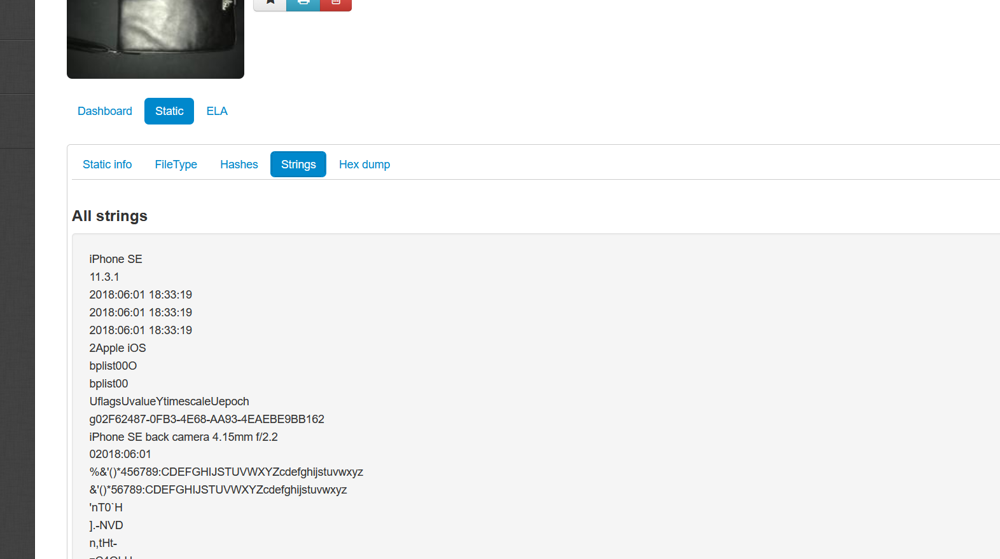 Dashboard Static ELA
Static info FileType Hashes Strings Hex dump
All strings
iPhone SE
11.3.1
2018:06:01 18:33:19
2018:06:01 18:33:19
2018:06:01 18:33:19
2Apple iOS
bplist00O
bplist00
UflagsUvalueYtimescaleUepoch
g02F62487-0FB3-4E68-AA93-4EAEBE9BB162
iPhone SE back camera 4.15mm f/2.2
02018:06:01
%&'()*456789:CDEFGHIJSTUVWXYZcdefghijstuvwxyz
&'()*56789:CDEFGHIJSTUVWXYZcdefghijstuvwxyz
'nT0`H
].-NVD
n,tHt-